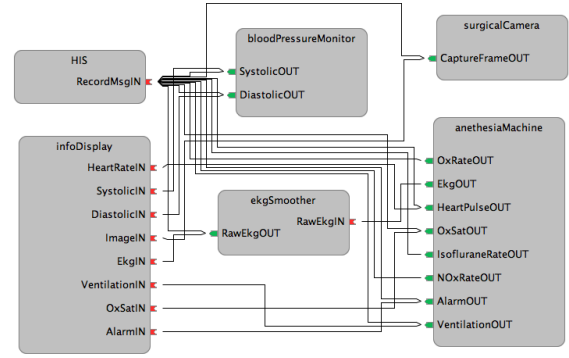 HIS
RecordMsgIN
bloodPressureMonitor
SystolicOUT
DiastolicOUT
surgicalCamera
CaptureFrameOUT
infoDisplay
HeartRateIN
SystolicIN
DiastolicIN
ImageIN
EkgIN
VentilationIN
OxSatIN
AlarmIN
ekgSmoother
RawEkgIN
RawEkgOUT
anethesiaMachine
OxRateOUT
EkgOUT
HeartPulseOUT
OxSatOUT
IsofluraneRateOUT
NOxRateOUT
AlarmOUT
VentilationOUT